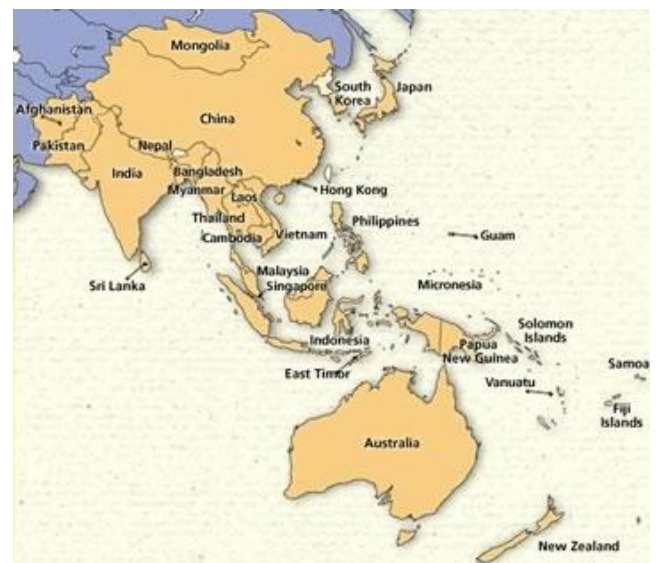 Mongolia
South
Korea
Japan
Afghanistan
China
Pakistan
Nepal
India
Bangladesh
Myanmar
Laos
Hong Kong
Thailand
Philippines
Cambodia
Vietnam
Guam
Malaysia
Singapore
Sri Lanka
Micronesia
Solomon
Islands
Indonesia
Papua
New Guinea
Samoa
East Timor
Vanuatu
Fiji
Islands
Australia
New Zealand